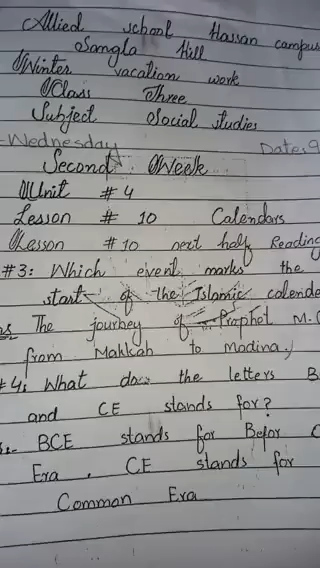 Allied school Hassan campus
Sangla Hill
Winter vacation work
Class Three
Subject Social studies
Wednesday Date:9
Second Week
Unit #4
Lesson # 10 Calendars
Lesson #10 next half Reading
#3: Which event marks the
start of the Islamic calende
The jourbey of Prophet M.
from Makkah to Madina.
#4: What does the letters B
and CE stands for?
BCE stands for Befor C
Era. CE stands for
Common Era